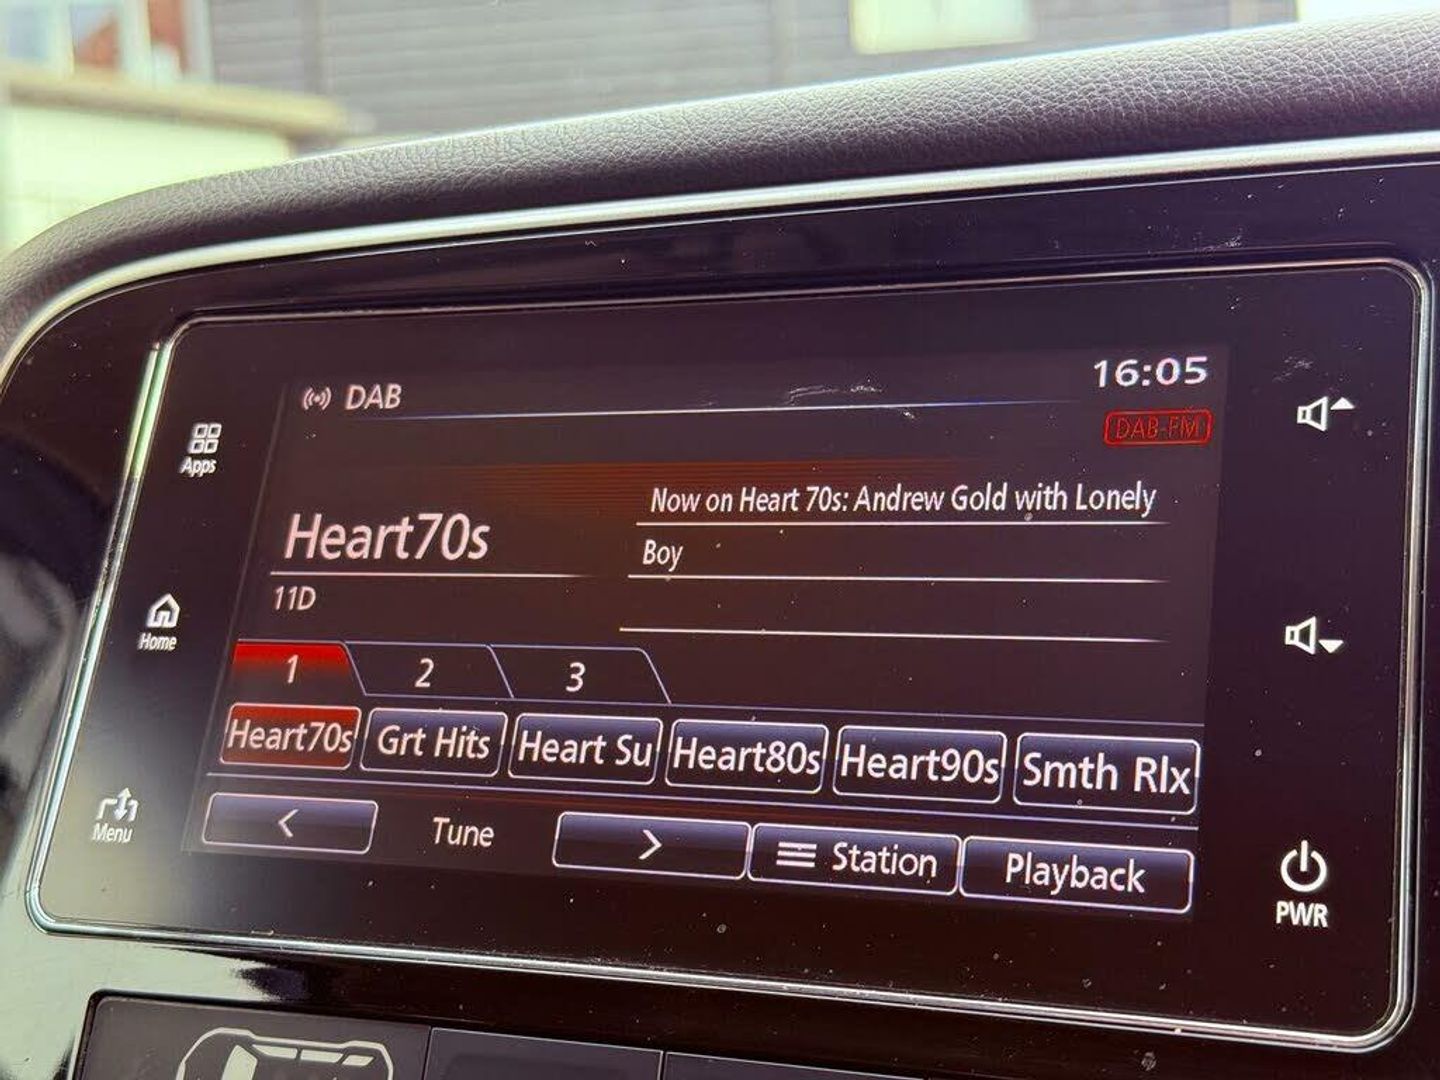 DAB
16:05
DAB-FM
Apps
Now on Heart 70s: Andrew Gold with Lonely
Boy
Heart70s
11D
Home
1 2 3
Heart70s Grt Hits Heart Su Heart80s Heart90s Smth Rlx
Menu
< Tune > Station Playback
PWR